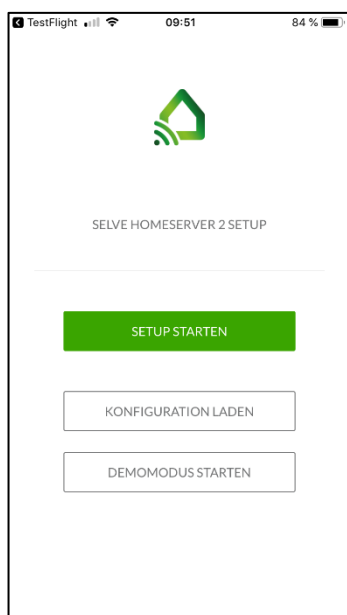 TestFlight 09:51 84 %
SELVE HOMESERVER 2 SETUP
SETUP STARTEN
KONFIGURATION LADEN
DEMOMODUS STARTEN